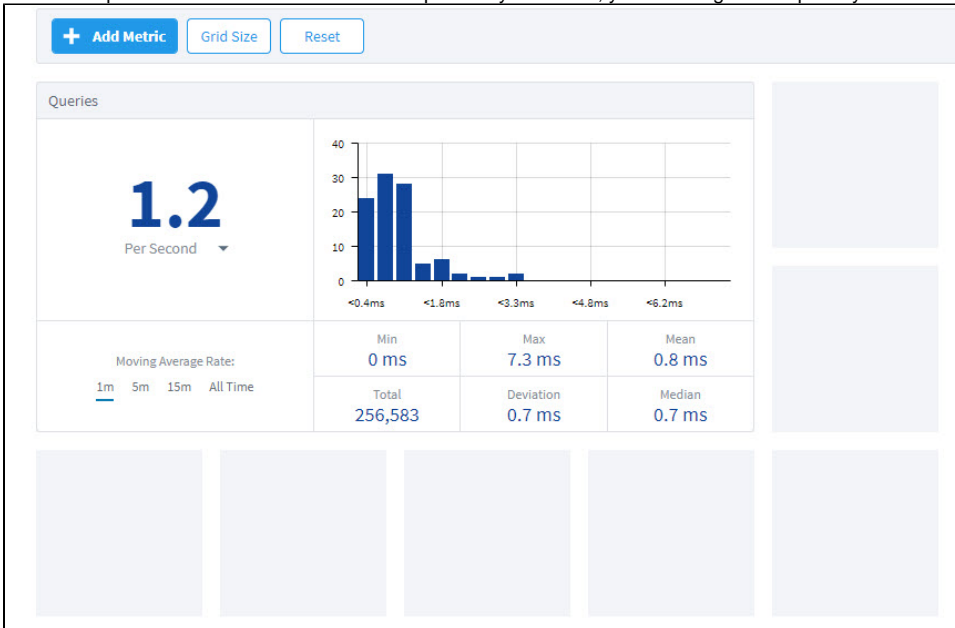 Add Metric Grid Size Reset
Queries
1.2
Per Second
40
30
20
10
0
<0.4ms <1.8ms <3.3ms <4.8ms <6.2ms
Moving Average Rate:
1m 5m 15m All Time
Min Max Mean
0 ms 7.3 ms 0.8 ms
Total Deviation Median
256,583 0.7 ms 0.7 ms